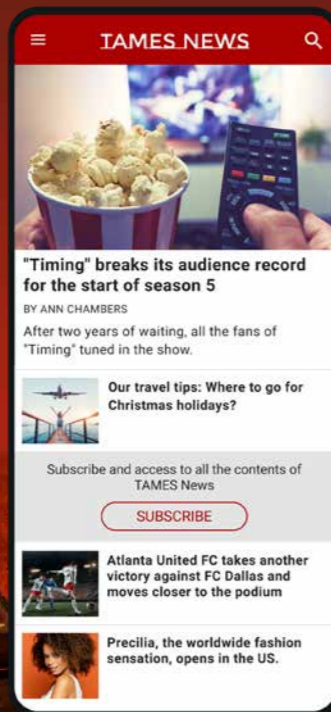 TAMES NEWS
"Timing" breaks its audience record
for the start of season 5
BY ANN CHAMBERS
After two years of waiting, all the fans of
"Timing" tuned in the show.
Our travel tips: Where to go for
Christmas holidays?
Subscribe and access to all the contents of
TAMES News
SUBSCRIBE
Atlanta United FC takes another
victory against FC Dallas and
moves closer to the podium
Precilia, the worldwide fashion
sensation, opens in the US.